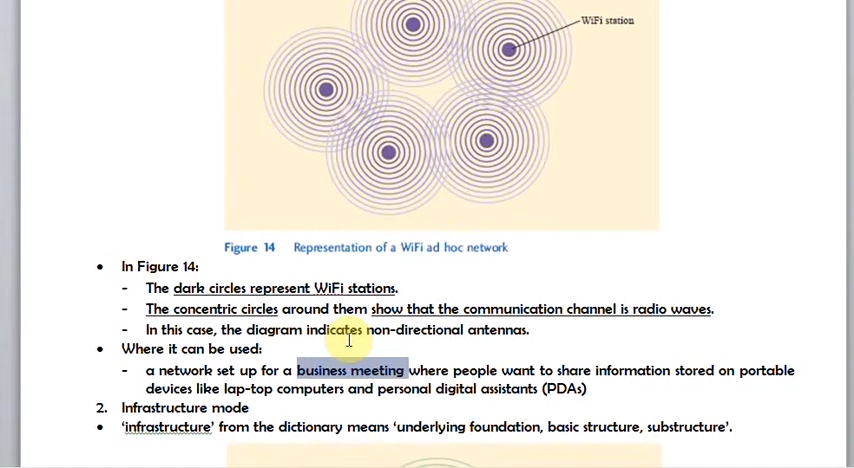 WiFi station
Figure 14 Representation of a WiFi ad hoc network
• In Figure 14:
- The dark circles represent WiFi stations.
- The concentric circles around them show that the communication channel is radio waves.
- In this case, the diagram indicates non-directional antennas.
• Where it can be used:
- a network set up for a business meeting where people want to share information stored on portable
devices like lap-top computers and personal digital assistants (PDAs)
2. Infrastructure mode
• ‘infrastructure’ from the dictionary means ‘underlying foundation, basic structure, substructure’.